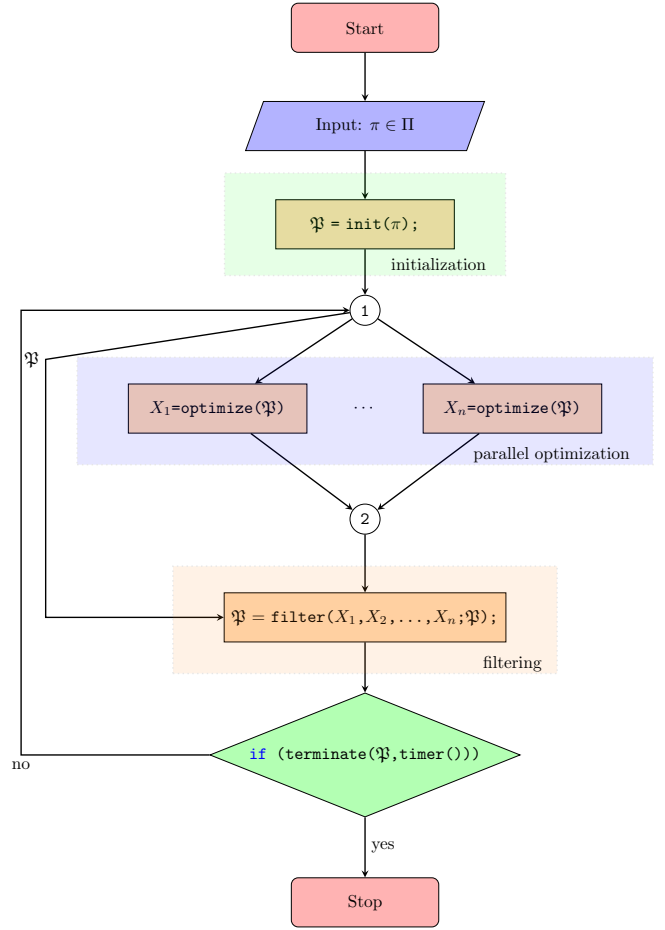 Start
Input: π ∈ Π
𝔓 = init(π);
initialization
1
𝔓
X₁=optimize(𝔓)
···
Xₙ=optimize(𝔓)
parallel optimization
2
𝔓 = filter(X₁,X₂,...,Xₙ;𝔓);
filtering
if (terminate(𝔓,timer()))
no
yes
Stop